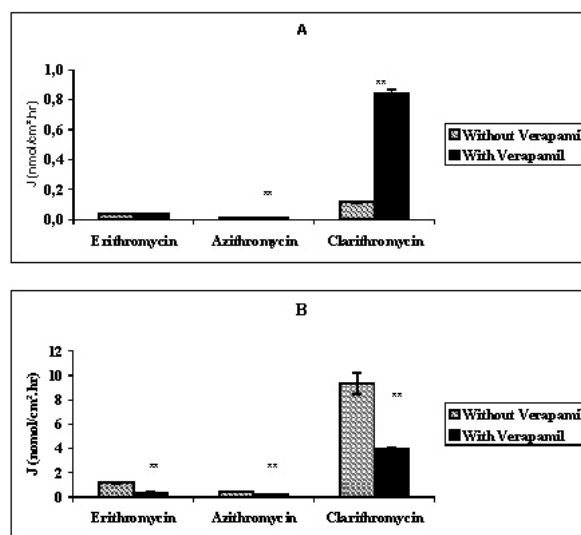 A
J (nmol/cm².hr)
1,0
0,8
0,6
0,4
0,2
0,0
**
**
Erithromycin Azithromycin Clarithromycin
Without Verapamil
With Verapamil
B
J (nomol/cm².hr)
12
10
8
6
4
2
0
**
**
**
Erithromycin Azithromycin Clarithromycin
Without Verapamil
With Verapamil